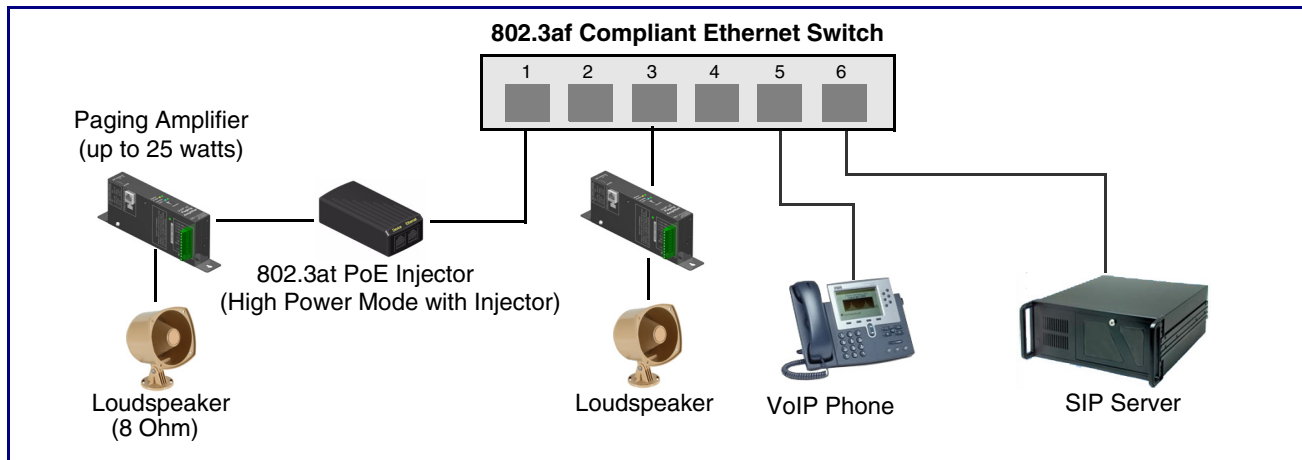 802.3af Compliant Ethernet Switch
1 2 3 4 5 6
Paging Amplifier
(up to 25 watts)
802.3at PoE Injector
(High Power Mode with Injector)
Loudspeaker
(8 Ohm)
Loudspeaker
VoIP Phone
SIP Server